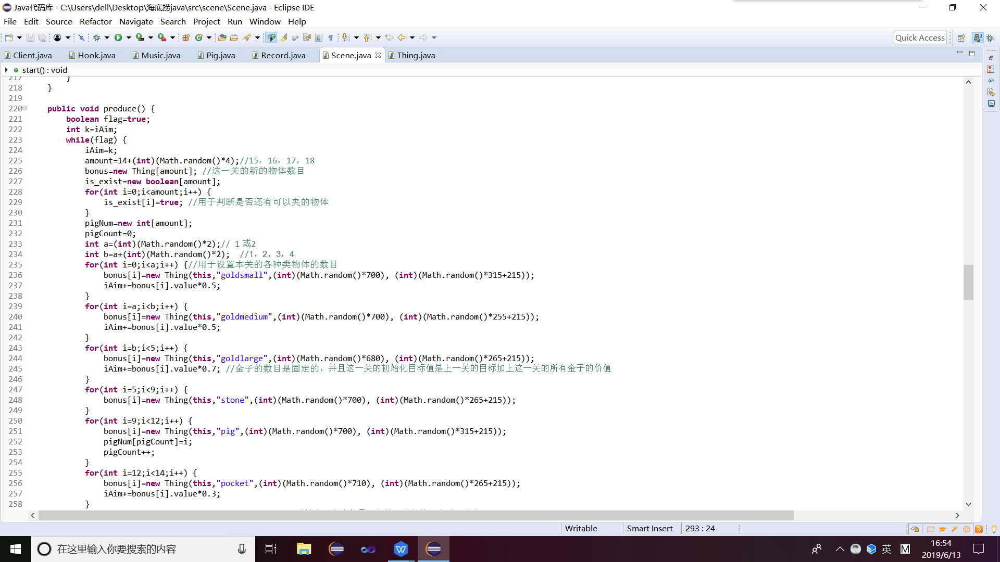 Java代码库 - C:\Users\dell\Desktop\海底捞java\src\scene\Scene.java - Eclipse IDE
File Edit Source Refactor Navigate Search Project Run Window Help
Quick Access
Client.java Hook.java Music.java Pig.java Record.java Scene.java Thing.java
start() : void
217 }
218 }
219
220 public void produce() {
221 boolean flag=true;
222 int k=iAim;
223 while(flag) {
224 iAim=k;
225 amount=14+(int)(Math.random()*4);//15, 16, 17, 18
226 bonus=new Thing[amount]; //这一关的新的物体数目
227 is_exist=new boolean[amount];
228 for(int i=0;i<amount;i++) {
229 is_exist[i]=true; //用于判断是否还有可以夹的物体
230 }
231 pigNum=new int[amount];
232 pigCount=0;
233 int a=(int)(Math.random()*2);// 1 或2
234 int b=a+(int)(Math.random()*2);  //1, 2, 3, 4
235 for(int i=0;i<a;i++) {//用于设置本关的各种类物体的数目
236 bonus[i]=new Thing(this,"goldsmall",(int)(Math.random()*700), (int)(Math.random()*315+215));
237 iAim+=bonus[i].value*0.5;
238 }
239 for(int i=a;i<b;i++) {
240 bonus[i]=new Thing(this,"goldmedium",(int)(Math.random()*700), (int)(Math.random()*255+215));
241 iAim+=bonus[i].value*0.5;
242 }
243 for(int i=b;i<5;i++) {
244 bonus[i]=new Thing(this,"goldlarge",(int)(Math.random()*680), (int)(Math.random()*265+215));
245 iAim+=bonus[i].value*0.7; //金子的数目是固定的，并且这一关的初始化目标值是上一关的目标加上这一关的所有金子的价值
246 }
247 for(int i=5;i<9;i++) {
248 bonus[i]=new Thing(this,"stone",(int)(Math.random()*700), (int)(Math.random()*265+215));
249 }
250 for(int i=9;i<12;i++) {
251 bonus[i]=new Thing(this,"pig",(int)(Math.random()*700), (int)(Math.random()*315+215));
252 pigNum[pigCount]=i;
253 pigCount++;
254 }
255 for(int i=12;i<14;i++) {
256 bonus[i]=new Thing(this,"pocket",(int)(Math.random()*710), (int)(Math.random()*265+215));
257 iAim+=bonus[i].value*0.3;
258 }
Writable Smart Insert 293 : 24
在这里输入你要搜索的内容
英 M
16:54
2019/6/13